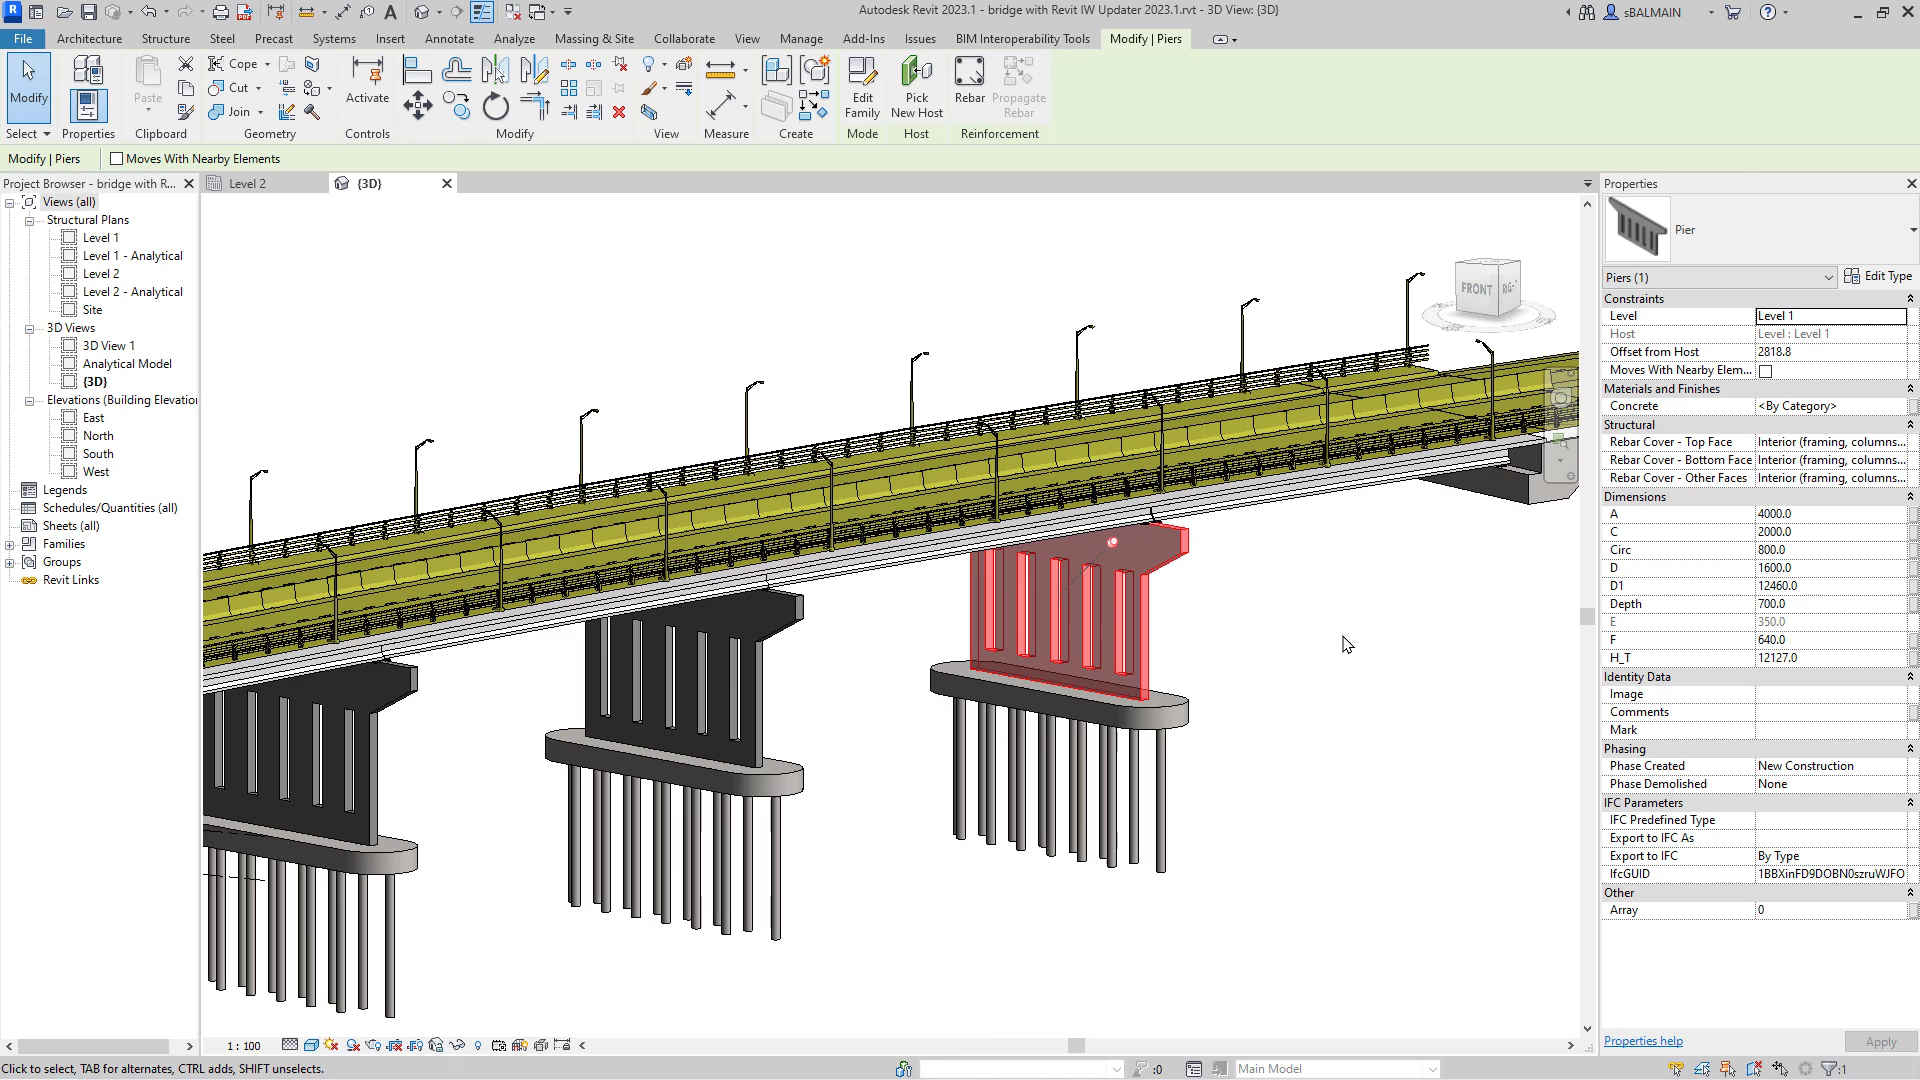 Autodesk Revit 2023.1 - bridge with Revit IW Updater 2023.1.rvt - 3D View: {3D}
sBALMAIN
File Architecture Structure Steel Precast Systems Insert Annotate Analyze Massing & Site Collaborate View Manage Add-Ins Issues BIM Interoperability Tools Modify | Piers
Modify
Properties
Paste
Cope
Cut
Join
Activate
Edit Family
Pick New Host
Rebar
Propagate Rebar
Select Properties Clipboard Geometry Controls Modify View Measure Create Mode Host Reinforcement
Modify | Piers Moves With Nearby Elements
Project Browser - bridge with R...
Level 2
{3D}
Views (all)
Structural Plans
Level 1
Level 1 - Analytical
Level 2
Level 2 - Analytical
Site
3D Views
3D View 1
Analytical Model
{3D}
Elevations (Building Elevation
East
North
South
West
Legends
Schedules/Quantities (all)
Sheets (all)
Families
Groups
Revit Links
FRONT
Properties
Pier
Piers (1) Edit Type
Constraints
Level Level 1
Host Level : Level 1
Offset from Host 2818.8
Moves With Nearby Elem...
Materials and Finishes
Concrete <By Category>
Structural
Rebar Cover - Top Face Interior (framing, columns...
Rebar Cover - Bottom Face Interior (framing, columns...
Rebar Cover - Other Faces Interior (framing, columns...
Dimensions
A 4000.0
C 2000.0
Circ 800.0
D 1600.0
D1 12460.0
Depth 700.0
E 350.0
F 640.0
H_T 12127.0
Identity Data
Image
Comments
Mark
Phasing
Phase Created New Construction
Phase Demolished None
IFC Parameters
IFC Predefined Type
Export to IFC As
Export to IFC By Type
IfcGUID 1BBXinFD9DOBN0szruWJFO
Other
Array 0
Properties help Apply
1 : 100
Click to select, TAB for alternates, CTRL adds, SHIFT unselects.
:0
Main Model
:1